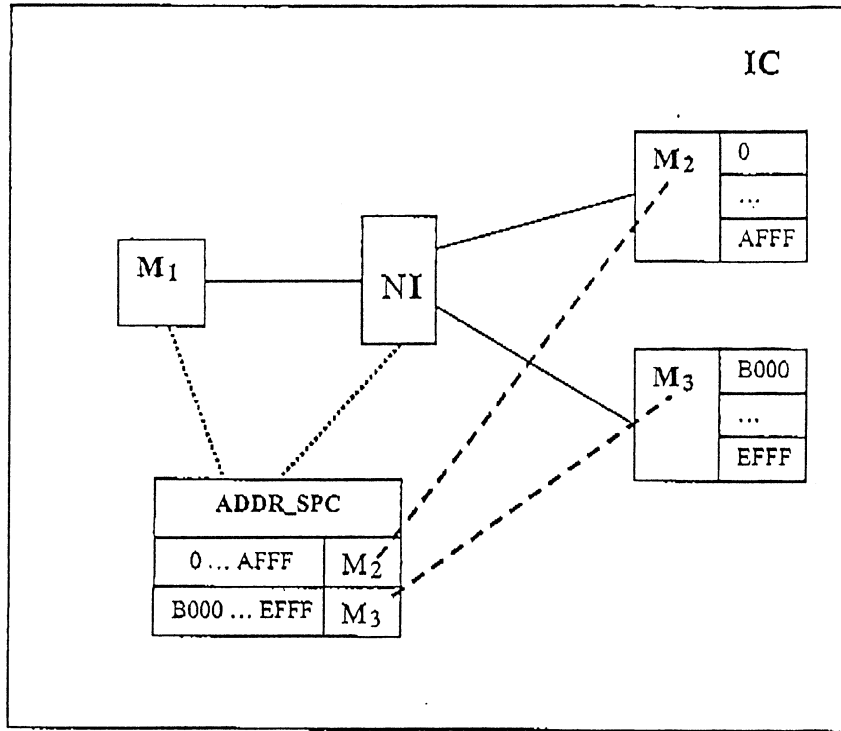 IC
M2
0
...
AFFF
M1
NI
M3
B000
...
EFFF
ADDR_SPC
0 ... AFFF
M2
B000 ... EFFF
M3